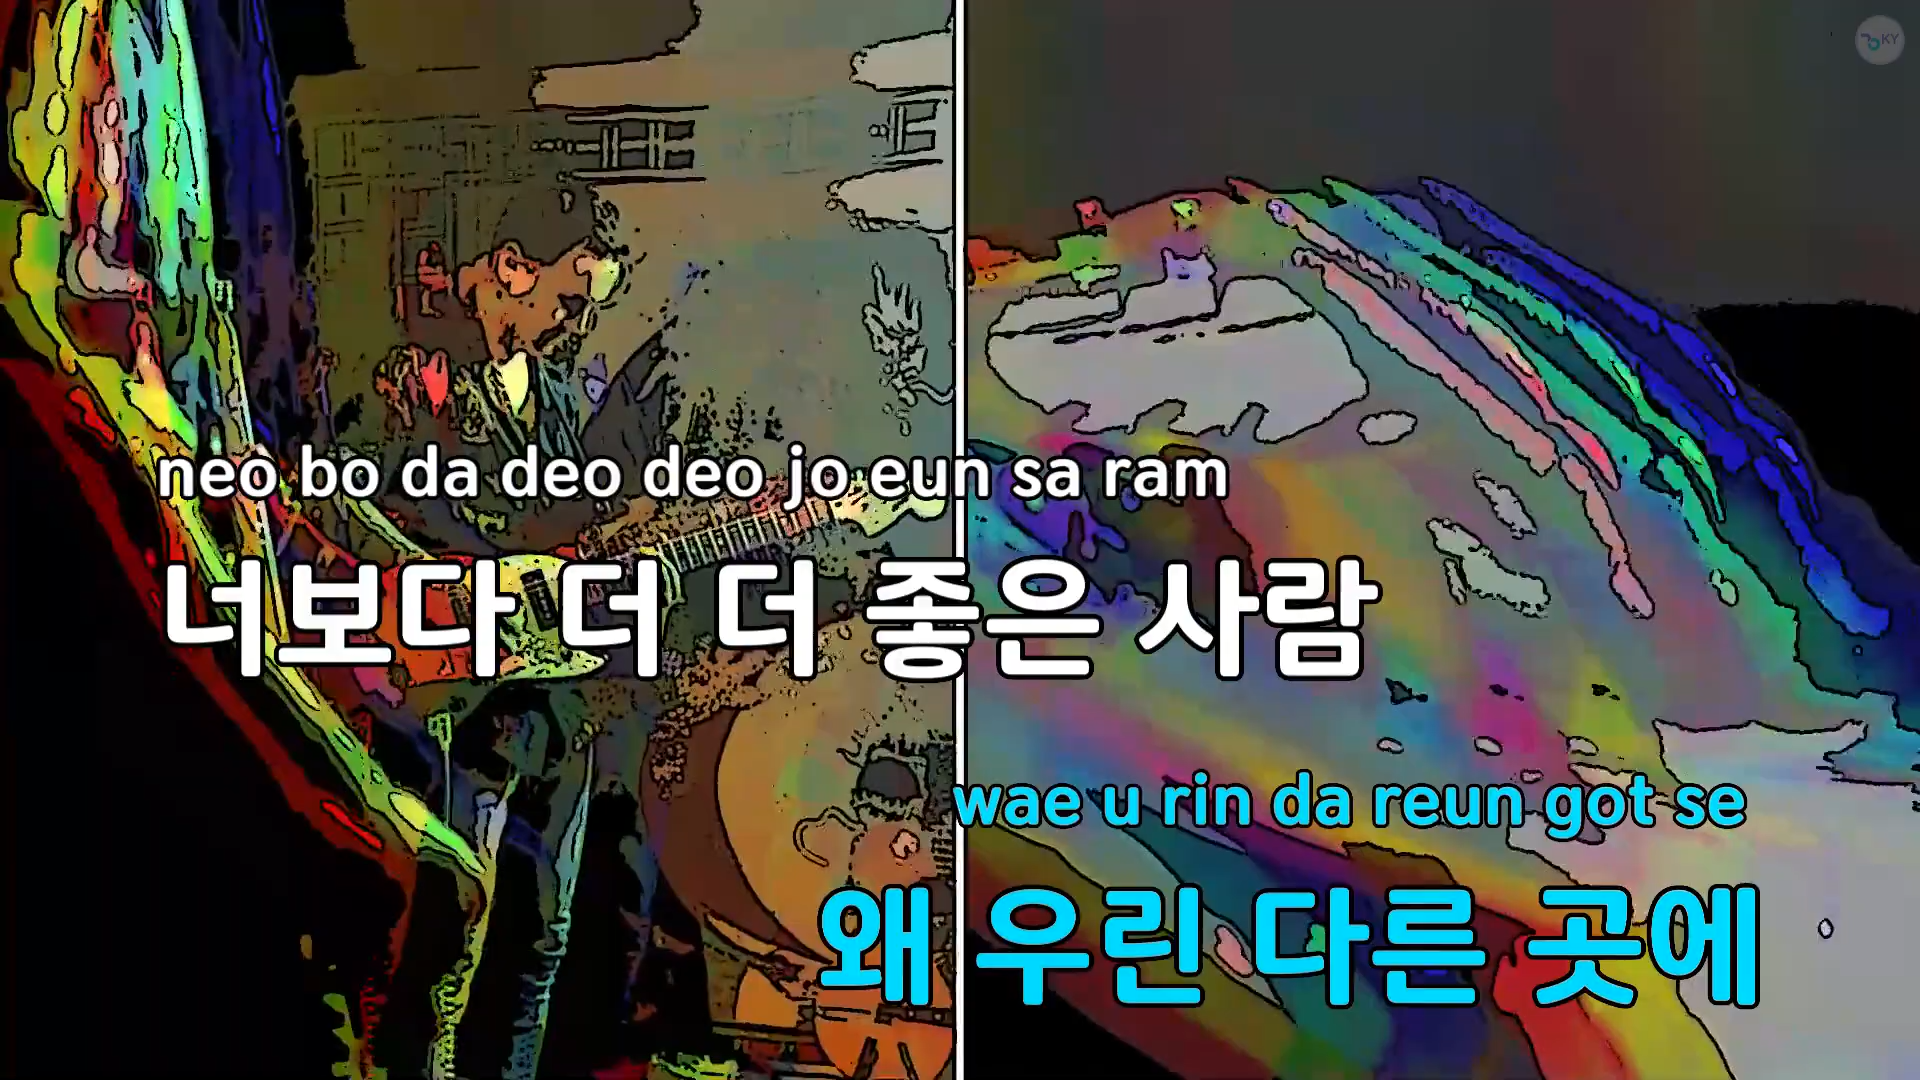 KY
neo bo da deo deo jo eun sa ram
너보다 더 더 좋은 사람
wae u rin da reun got se
왜 우린 다른 곳에